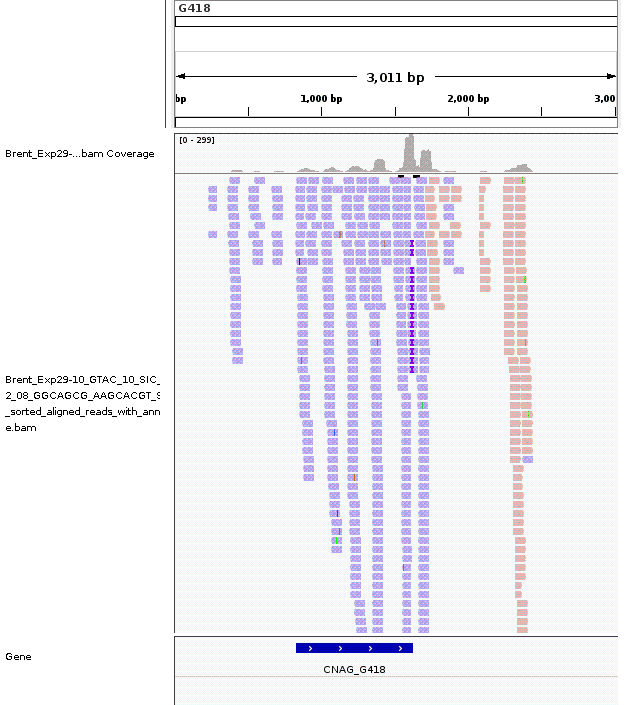 G418
3,011 bp
bp
1,000 bp
2,000 bp
3,00
[0 - 299]
Brent_Exp29-...bam Coverage
Brent_Exp29-10_GTAC_10_SIC_
2_08_GGCAGCG_AAGCACGT_S
_sorted_aligned_reads_with_ann
e.bam
Gene
CNAG_G418